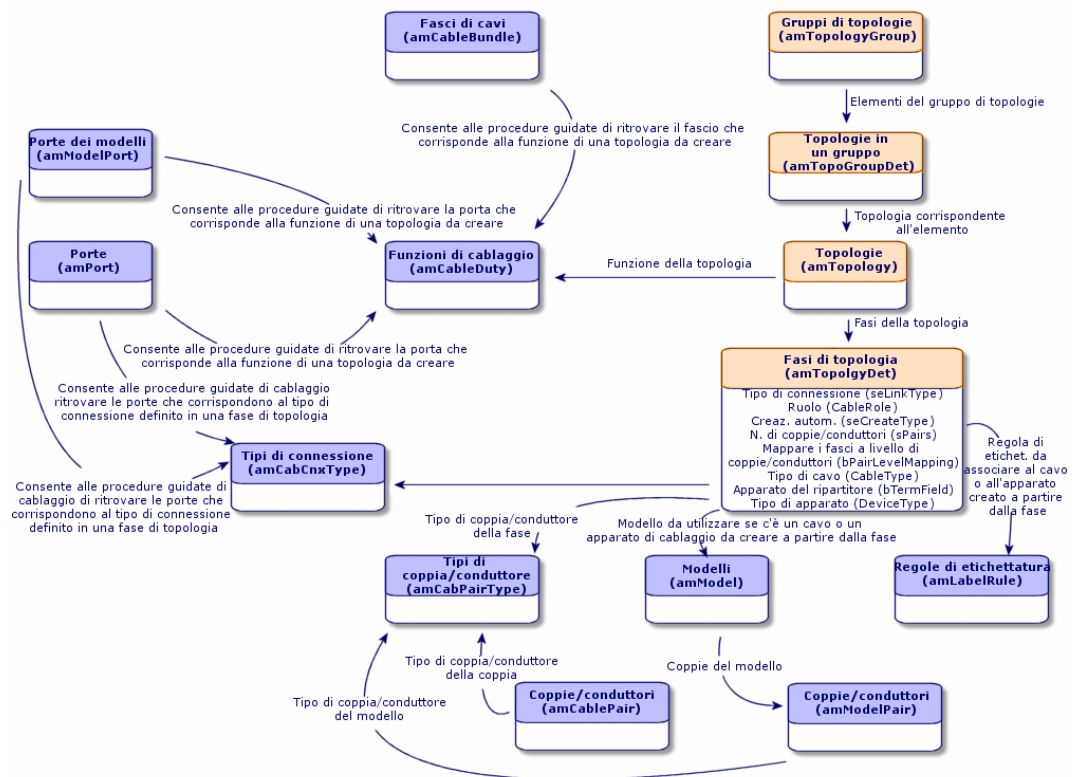 Fasci di cavi
(amCableBundle)
Gruppi di topologie
(amTopologyGroup)
Elementi del gruppo di topologie
Consente alle procedure guidate di ritrovare il fascio che
corrisponde alla funzione di una topologia da creare
Porte dei modelli
(amModelPort)
Topologie in
un gruppo
(amTopoGroupDet)
Consente alle procedure guidate di ritrovare la porta che
corrisponde alla funzione di una topologia da creare
Topologia corrispondente
all'elemento
Porte
(amPort)
Funzioni di cablaggio
(amCableDuty)
Funzione della topologia
Topologie
(amTopology)
Fasi della topologia
Consente alle procedure guidate di ritrovare la porta che
corrisponde alla funzione di una topologia da creare
Fasi di topologia
(amTopolgyDet)
Tipo di connessione (seLinkType)
Ruolo (CableRole)
Creaz. autom. (seCreateType)
N. di coppie/conduttori (sPairs)
Mappare i fasci a livello di
coppie/conduttori (bPairLevelMapping)
Tipo di cavo (CableType)
Apparato del ripartitore (bTermField)
Tipo di apparato (DeviceType)
Consente alle procedure guidate di cablaggio
ritrovare le porte che corrispondono al tipo di
connessione definito in una fase di topologia
Regola di
etichet. da
associare al cavo
o all'apparato
creato a partire
dalla fase
Tipi di connessione
(amCabCnxType)
Consente alle procedure guidate di
cablaggio di ritrovare le porte che
corrispondono al tipo di connessione
definito in una fase di topologia
Tipo di coppia/conduttore
della fase
Modello da utilizzare se c'è un cavo o un
apparato di cablaggio da creare a partire dalla fase
Tipi di
coppia/conduttore
(amCabPairType)
Modelli
(amModel)
Regole di etichettatura
(amLabelRule)
Tipo di coppia/conduttore
della coppia
Coppie del modello
Tipo di coppia/conduttore
del modello
Coppie/conduttori
(amCablePair)
Coppie/conduttori
(amModelPair)